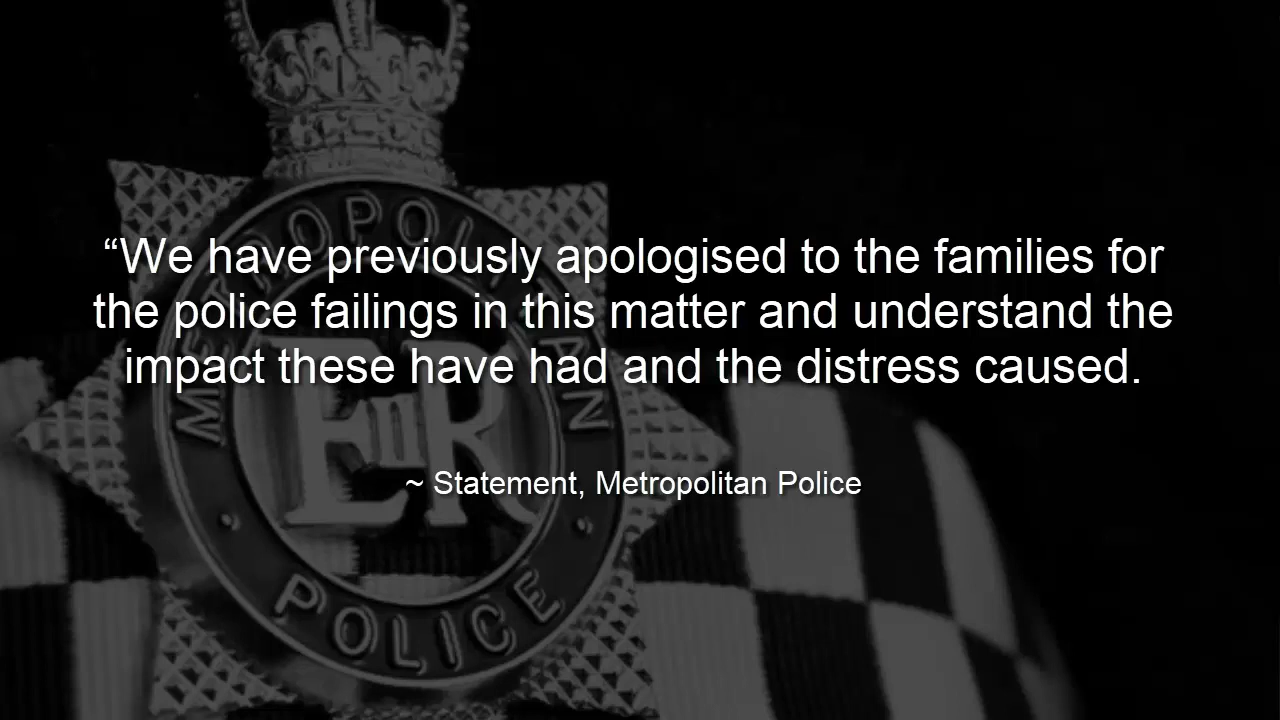 “We have previously apologised to the families for
the police failings in this matter and understand the
impact these have had and the distress caused.
~ Statement, Metropolitan Police
METROPOLITAN
EIIR
POLICE